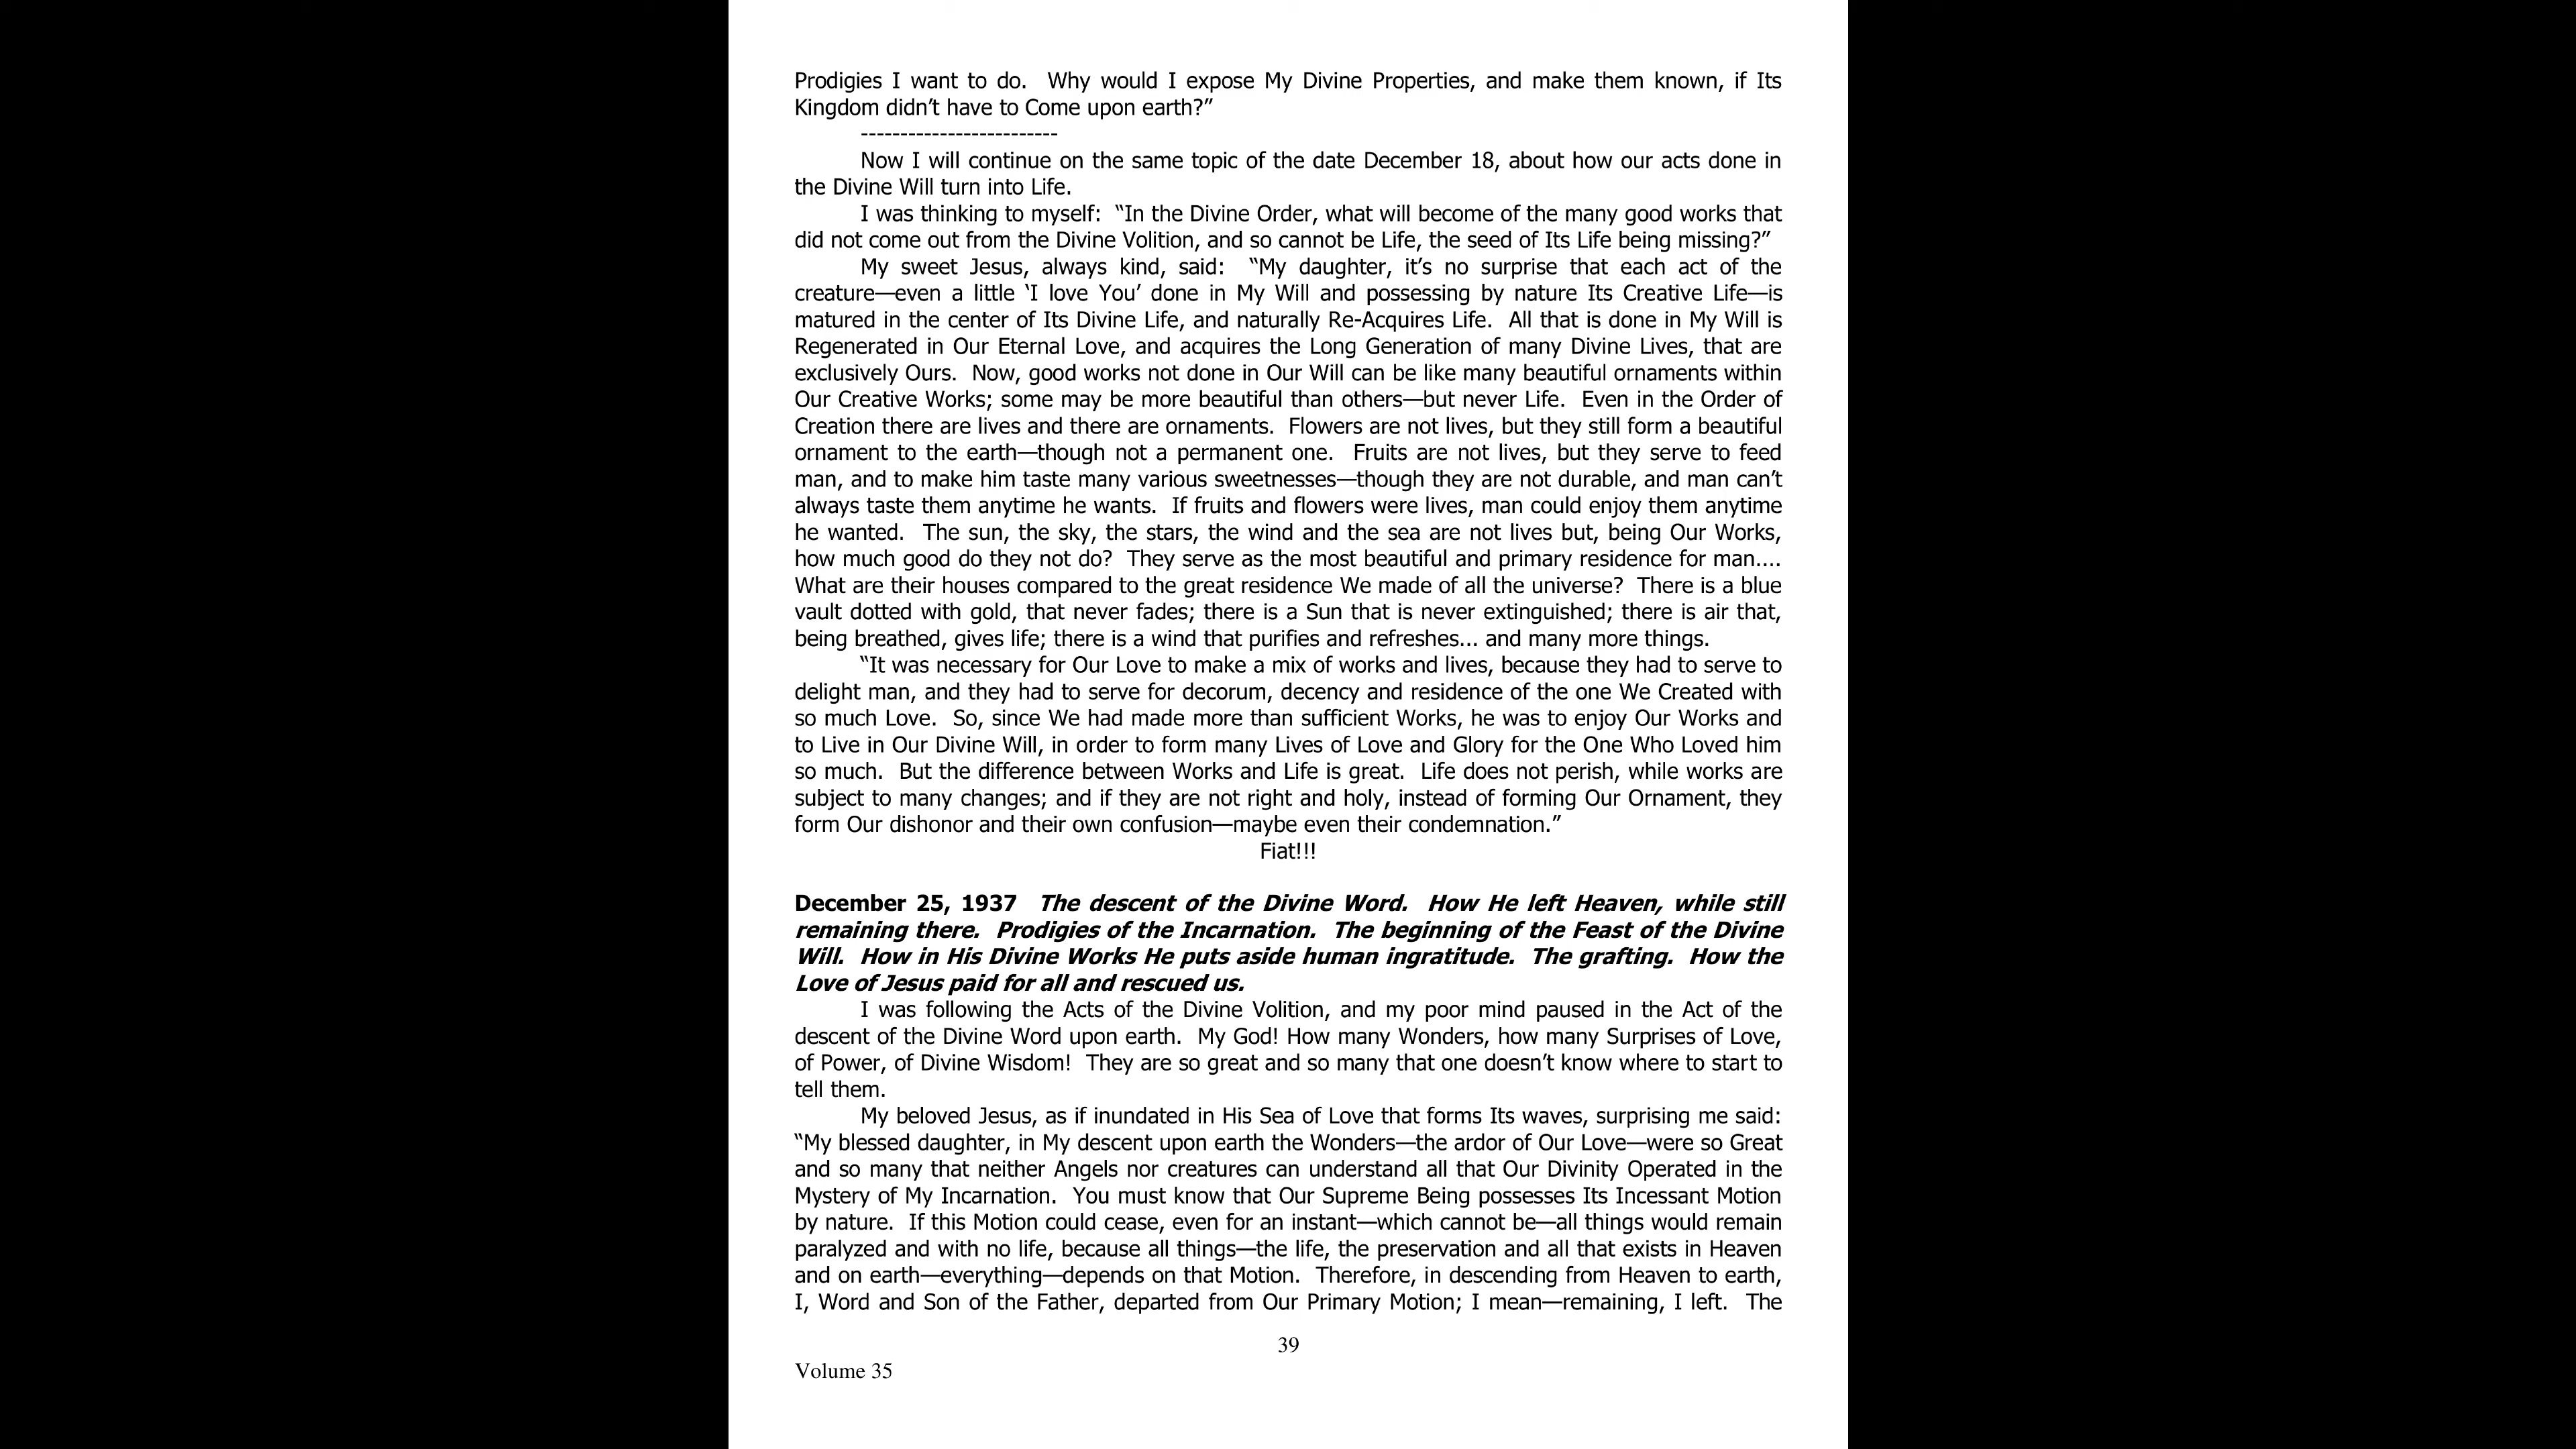 Prodigies I want to do.  Why would I expose My Divine Properties, and make them known, if Its
Kingdom didn’t have to Come upon earth?”
-------------------------
Now I will continue on the same topic of the date December 18, about how our acts done in
the Divine Will turn into Life.
I was thinking to myself:  “In the Divine Order, what will become of the many good works that
did not come out from the Divine Volition, and so cannot be Life, the seed of Its Life being missing?”
My sweet Jesus, always kind, said:  “My daughter, it’s no surprise that each act of the
creature—even a little ‘I love You’ done in My Will and possessing by nature Its Creative Life—is
matured in the center of Its Divine Life, and naturally Re-Acquires Life.  All that is done in My Will is
Regenerated in Our Eternal Love, and acquires the Long Generation of many Divine Lives, that are
exclusively Ours.  Now, good works not done in Our Will can be like many beautiful ornaments within
Our Creative Works; some may be more beautiful than others—but never Life.  Even in the Order of
Creation there are lives and there are ornaments.  Flowers are not lives, but they still form a beautiful
ornament to the earth—though not a permanent one.  Fruits are not lives, but they serve to feed
man, and to make him taste many various sweetnesses—though they are not durable, and man can’t
always taste them anytime he wants.  If fruits and flowers were lives, man could enjoy them anytime
he wanted.  The sun, the sky, the stars, the wind and the sea are not lives but, being Our Works,
how much good do they not do?  They serve as the most beautiful and primary residence for man....
What are their houses compared to the great residence We made of all the universe?  There is a blue
vault dotted with gold, that never fades; there is a Sun that is never extinguished; there is air that,
being breathed, gives life; there is a wind that purifies and refreshes... and many more things.
“It was necessary for Our Love to make a mix of works and lives, because they had to serve to
delight man, and they had to serve for decorum, decency and residence of the one We Created with
so much Love.  So, since We had made more than sufficient Works, he was to enjoy Our Works and
to Live in Our Divine Will, in order to form many Lives of Love and Glory for the One Who Loved him
so much.  But the difference between Works and Life is great.  Life does not perish, while works are
subject to many changes; and if they are not right and holy, instead of forming Our Ornament, they
form Our dishonor and their own confusion—maybe even their condemnation.”
Fiat!!!
December 25, 1937  The descent of the Divine Word.  How He left Heaven, while still
remaining there.  Prodigies of the Incarnation.  The beginning of the Feast of the Divine
Will.  How in His Divine Works He puts aside human ingratitude.  The grafting.  How the
Love of Jesus paid for all and rescued us.
I was following the Acts of the Divine Volition, and my poor mind paused in the Act of the
descent of the Divine Word upon earth.  My God! How many Wonders, how many Surprises of Love,
of Power, of Divine Wisdom!  They are so great and so many that one doesn’t know where to start to
tell them.
My beloved Jesus, as if inundated in His Sea of Love that forms Its waves, surprising me said:
“My blessed daughter, in My descent upon earth the Wonders—the ardor of Our Love—were so Great
and so many that neither Angels nor creatures can understand all that Our Divinity Operated in the
Mystery of My Incarnation.  You must know that Our Supreme Being possesses Its Incessant Motion
by nature.  If this Motion could cease, even for an instant—which cannot be—all things would remain
paralyzed and with no life, because all things—the life, the preservation and all that exists in Heaven
and on earth—everything—depends on that Motion.  Therefore, in descending from Heaven to earth,
I, Word and Son of the Father, departed from Our Primary Motion; I mean—remaining, I left.  The
39
Volume 35